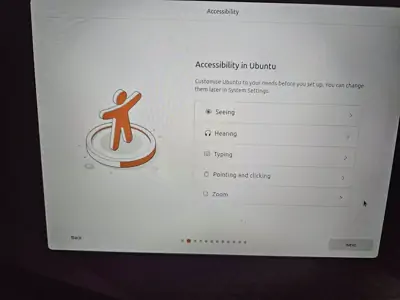 Accessibility
Accessibility in Ubuntu
Customise Ubuntu to your needs before you set up. You can change
them later in System Settings.
Seeing
Hearing
Typing
Pointing and clicking
Zoom
Back
Next